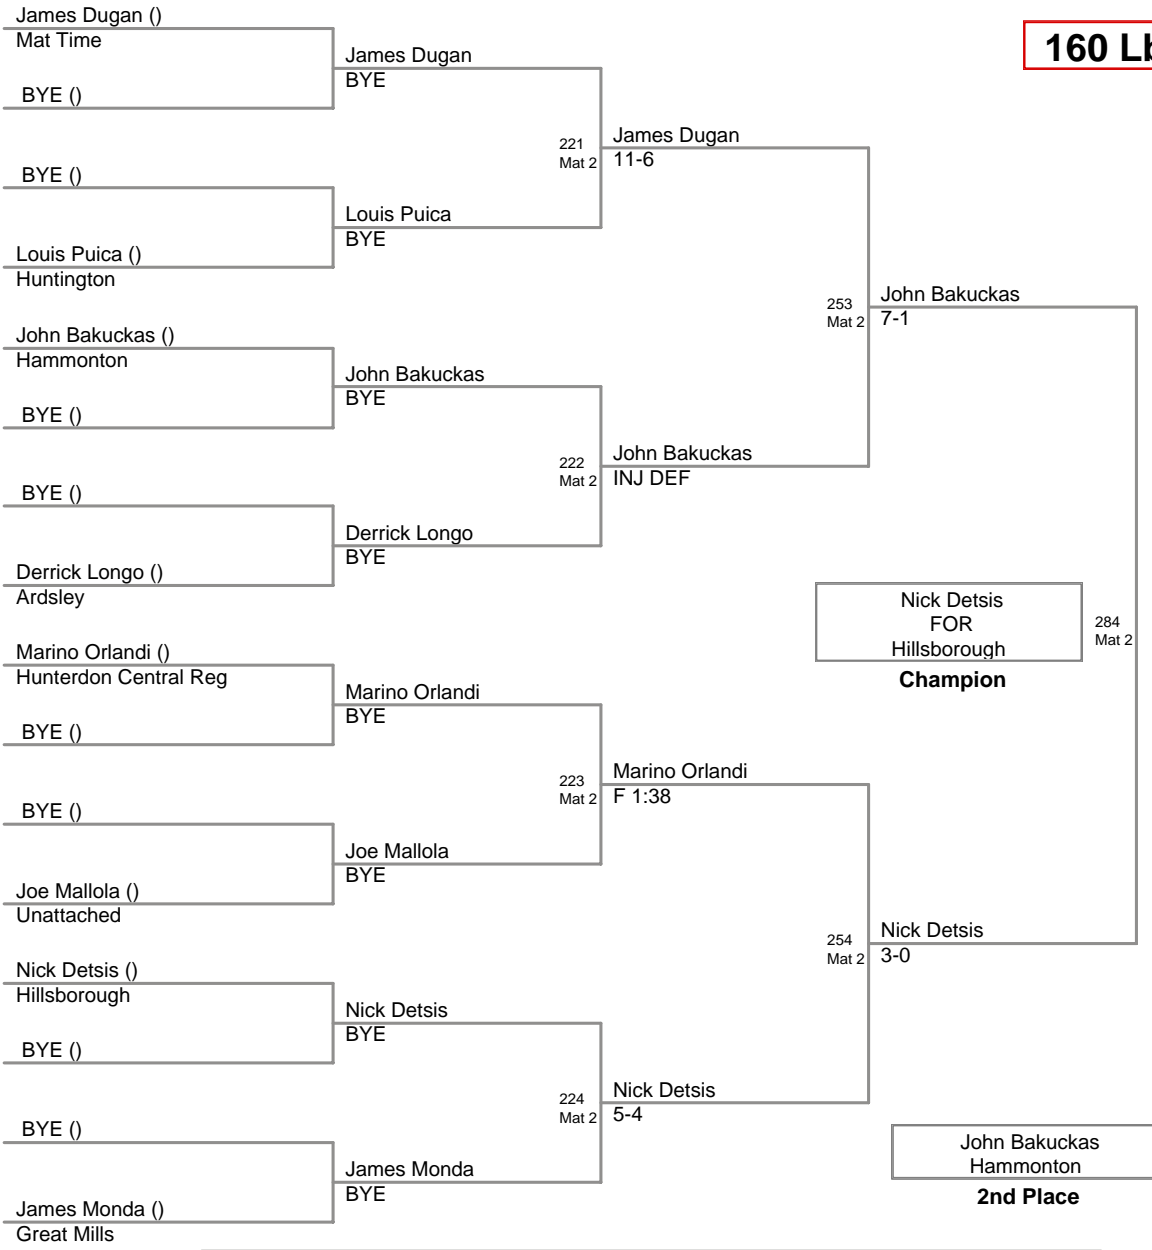 James Dugan ()
Mat Time
BYE ()
BYE ()
Louis Puica ()
Huntington
John Bakuckas ()
Hammonton
BYE ()
BYE ()
Derrick Longo ()
Ardsley
Marino Orlandi ()
Hunterdon Central Reg
BYE ()
BYE ()
Joe Mallola ()
Unattached
Nick Detsis ()
Hillsborough
BYE ()
BYE ()
James Monda ()
Great Mills
James Dugan
BYE
Louis Puica
BYE
John Bakuckas
BYE
Derrick Longo
BYE
Marino Orlandi
BYE
Joe Mallola
BYE
Nick Detsis
BYE
James Monda
BYE
221
Mat 2
James Dugan
11-6
222
Mat 2
John Bakuckas
INJ DEF
223
Mat 2
Marino Orlandi
F 1:38
224
Mat 2
Nick Detsis
5-4
253
Mat 2
John Bakuckas
7-1
254
Mat 2
Nick Detsis
3-0
160 Lb
Nick Detsis
FOR
Hillsborough
Champion
284
Mat 2
John Bakuckas
Hammonton
2nd Place